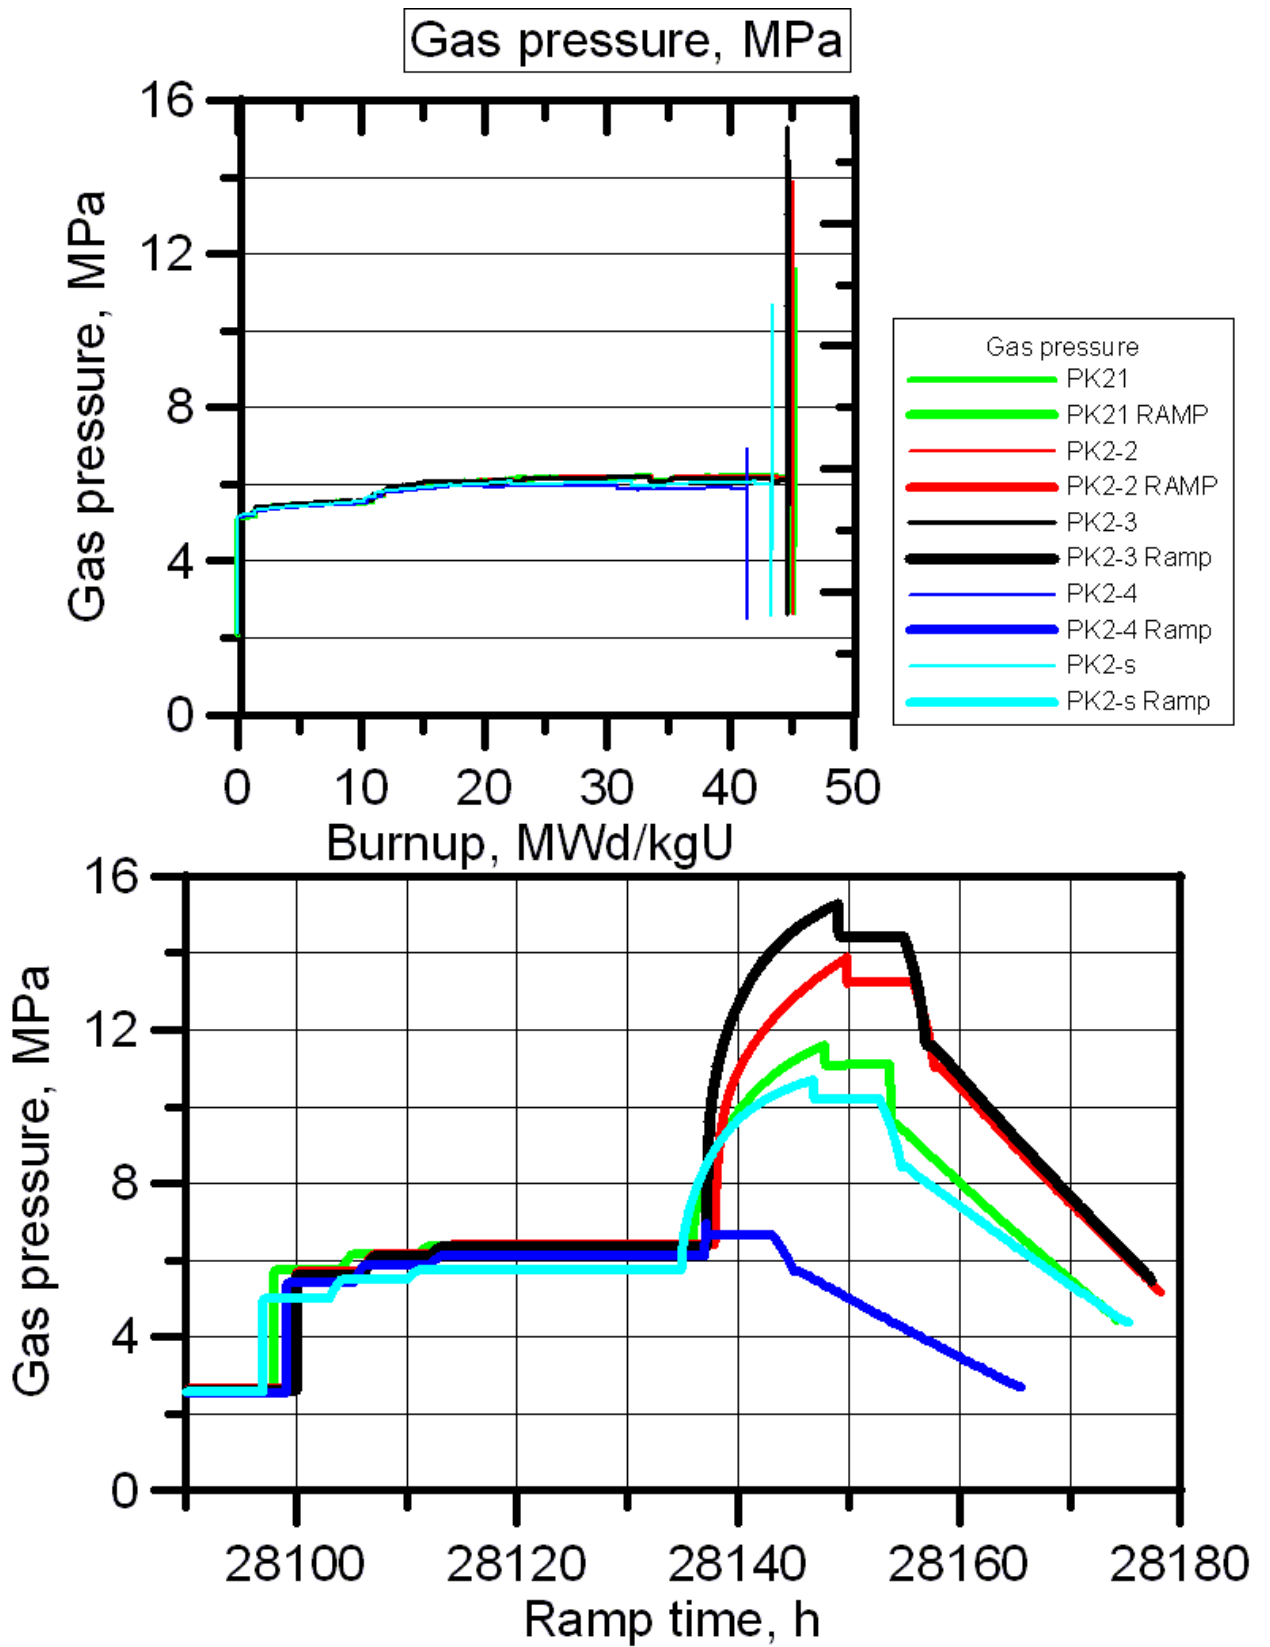 Gas pressure, MPa
16
12
8
4
0
Gas pressure, MPa
0 10 20 30 40 50
Burnup, MWd/kgU
Gas pressure
PK21
PK21 RAMP
PK2-2
PK2-2 RAMP
PK2-3
PK2-3 Ramp
PK2-4
PK2-4 Ramp
PK2-s
PK2-s Ramp
16
12
8
4
0
Gas pressure, MPa
28100 28120 28140 28160 28180
Ramp time, h